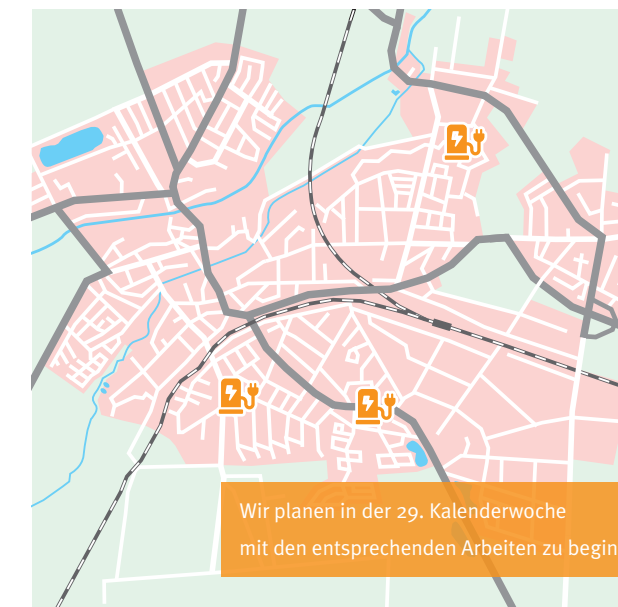 Wir planen in der 29. Kalenderwoche
mit den entsprechenden Arbeiten zu begin